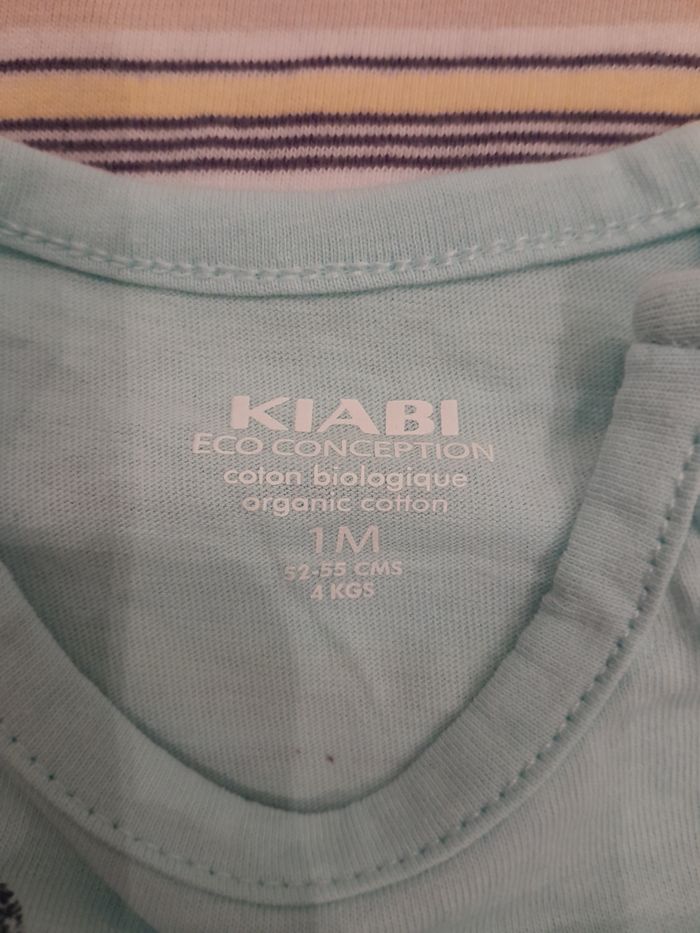 KIABI
ECO CONCEPTION
coton biologique
organic cotton
1M
52-55 CMS
4 KGS